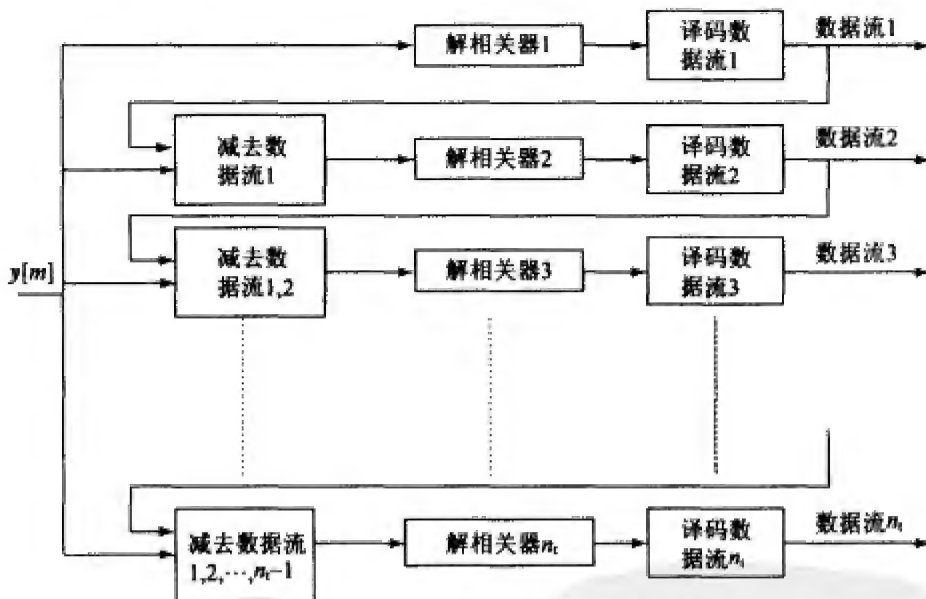 解相关器1
译码数
据流1
数据流1
减去数
据流1
解相关器2
译码数
据流2
数据流2
y[m]
减去数
据流1,2
解相关器3
译码数
据流3
数据流3
减去数据流
1,2,…,nt−1
解相关器nt
译码数
据流nt
数据流nt